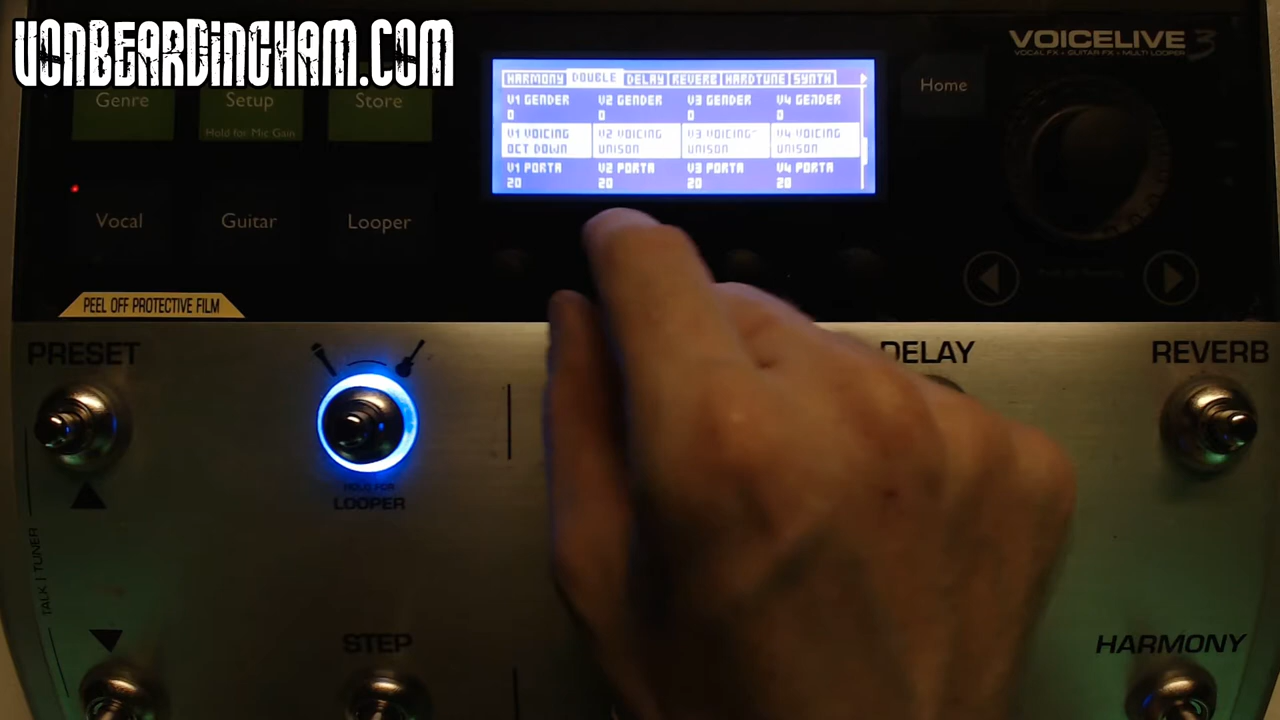 VONBEARDINGHAM.COM
VOICELIVE 3
VOCAL FX • GUITAR FX • MULTI LOOPER
Genre
Setup
Hold for Mic Gain
Store
Home
HARMONY DOUBLE DELAY REVERB HARDTUNE SYNTH
V1 GENDER V2 GENDER V3 GENDER V4 GENDER
0 0 0 0
V1 VOICING V2 VOICING V3 VOICING V4 VOICING
OCT DOWN UNISON UNISON UNISON
V1 PORTA V2 PORTA V3 PORTA V4 PORTA
20 20 20 20
Vocal
Guitar
Looper
PEEL OFF PROTECTIVE FILM
PRESET
DELAY
REVERB
HOLD FOR
LOOPER
TALK | TUNER
STEP
HARMONY